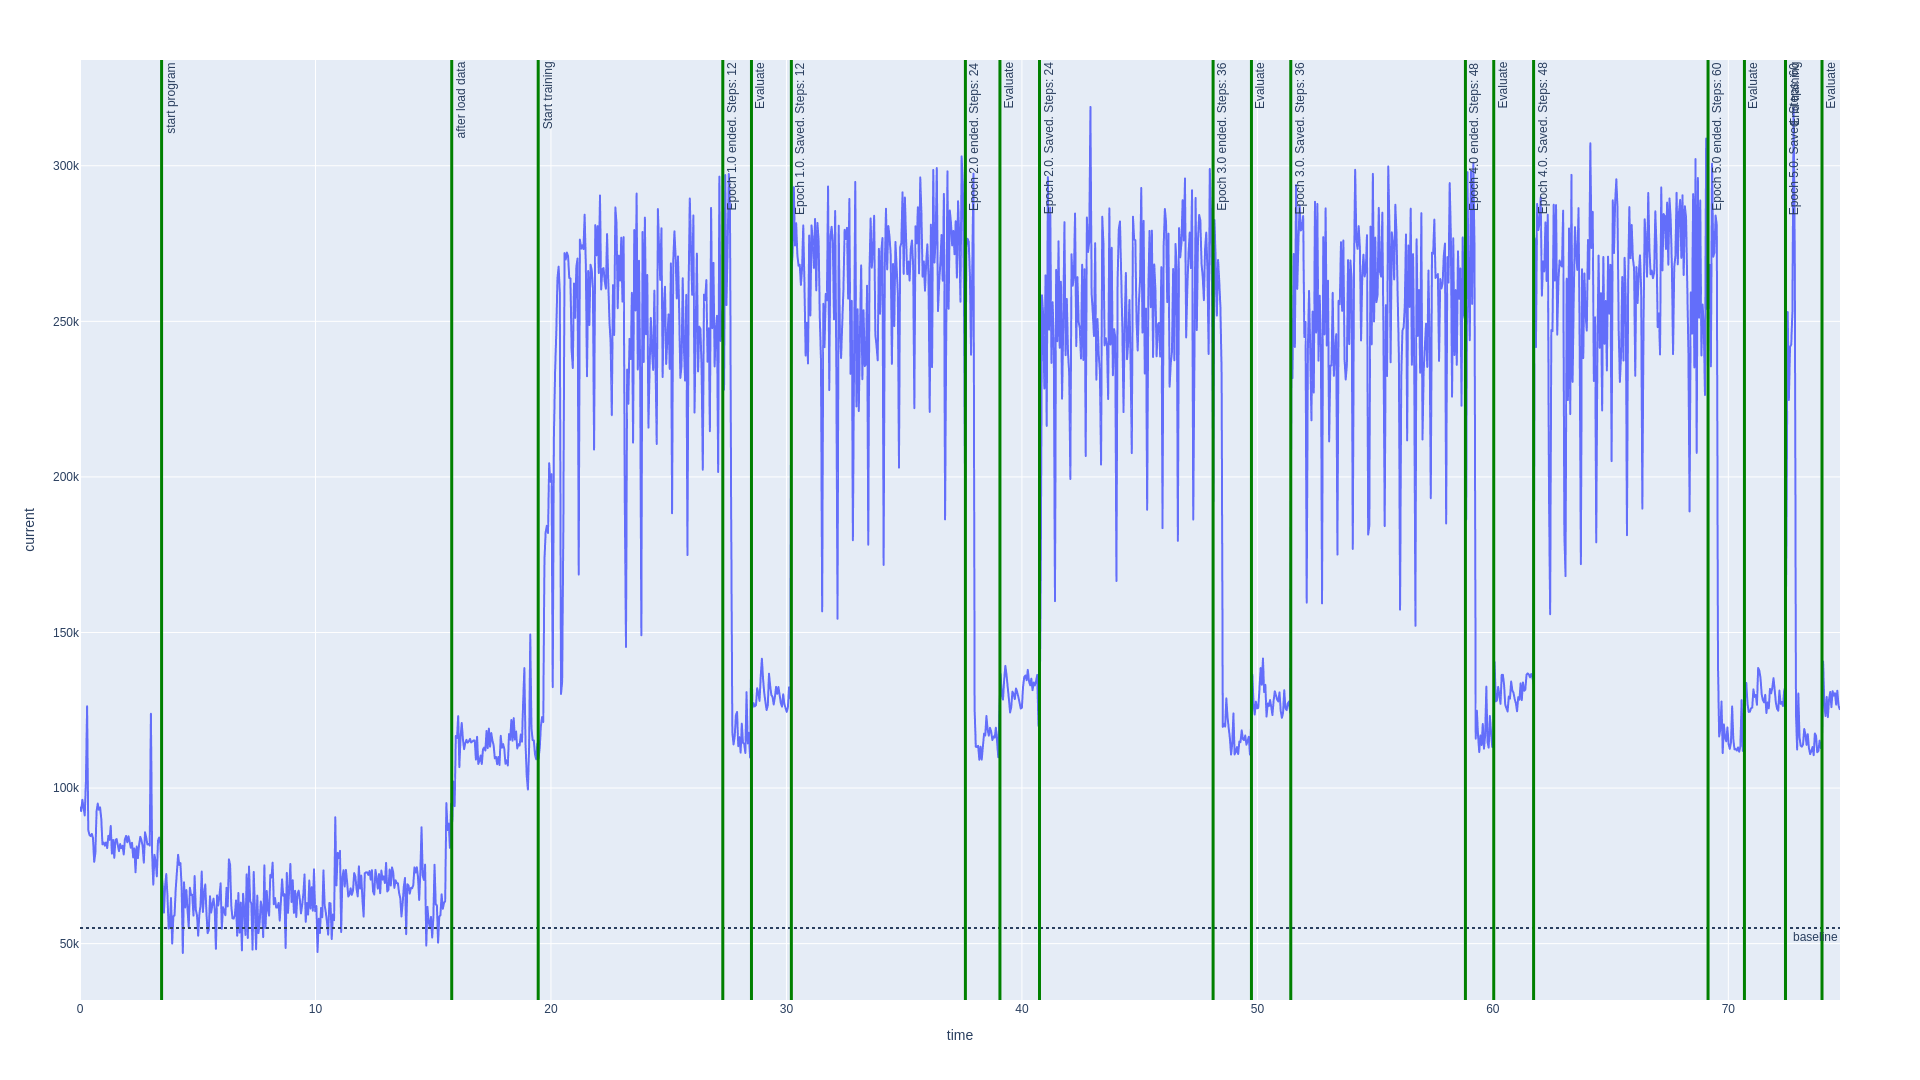 start program
after load data
Start training
Epoch 1.0 ended. Steps: 12
Evaluate
Epoch 1.0. Saved. Steps: 12
Epoch 2.0 ended. Steps: 24
Evaluate
Epoch 2.0. Saved. Steps: 24
Epoch 3.0 ended. Steps: 36
Evaluate
Epoch 3.0. Saved. Steps: 36
Epoch 4.0 ended. Steps: 48
Evaluate
Epoch 4.0. Saved. Steps: 48
Epoch 5.0 ended. Steps: 60
Evaluate
Epoch 5.0. Saved.
Evaluate
300k
250k
200k
150k
100k
50k
current
baseline
0
10
20
30
40
50
60
70
time